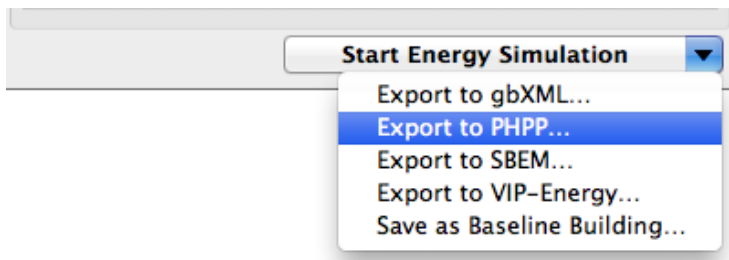 Start Energy Simulation
Export to gbXML...
Export to PHPP...
Export to SBEM...
Export to VIP-Energy...
Save as Baseline Building...